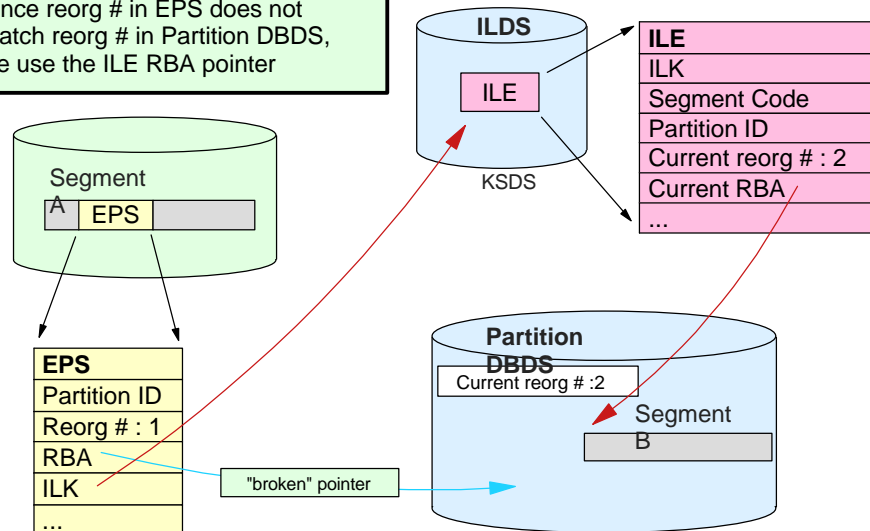 nce reorg # in EPS does not
atch reorg # in Partition DBDS,
e use the ILE RBA pointer
ILDS
ILE
KSDS
ILE
ILK
Segment Code
Partition ID
Current reorg # : 2
Current RBA
...
Segment
A
EPS
EPS
Partition ID
Reorg # : 1
RBA
ILK
...
"broken" pointer
Partition
DBDS
Current reorg # :2
Segment
B